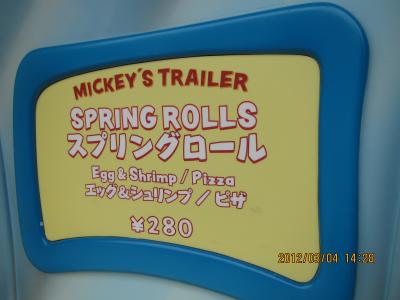 MICKEY'S TRAILER
SPRING ROLLS
スプリングロール
Egg & Shrimp / Pizza
エッグ&シュリンプ / ピザ
¥280
2012/03/04 14:28